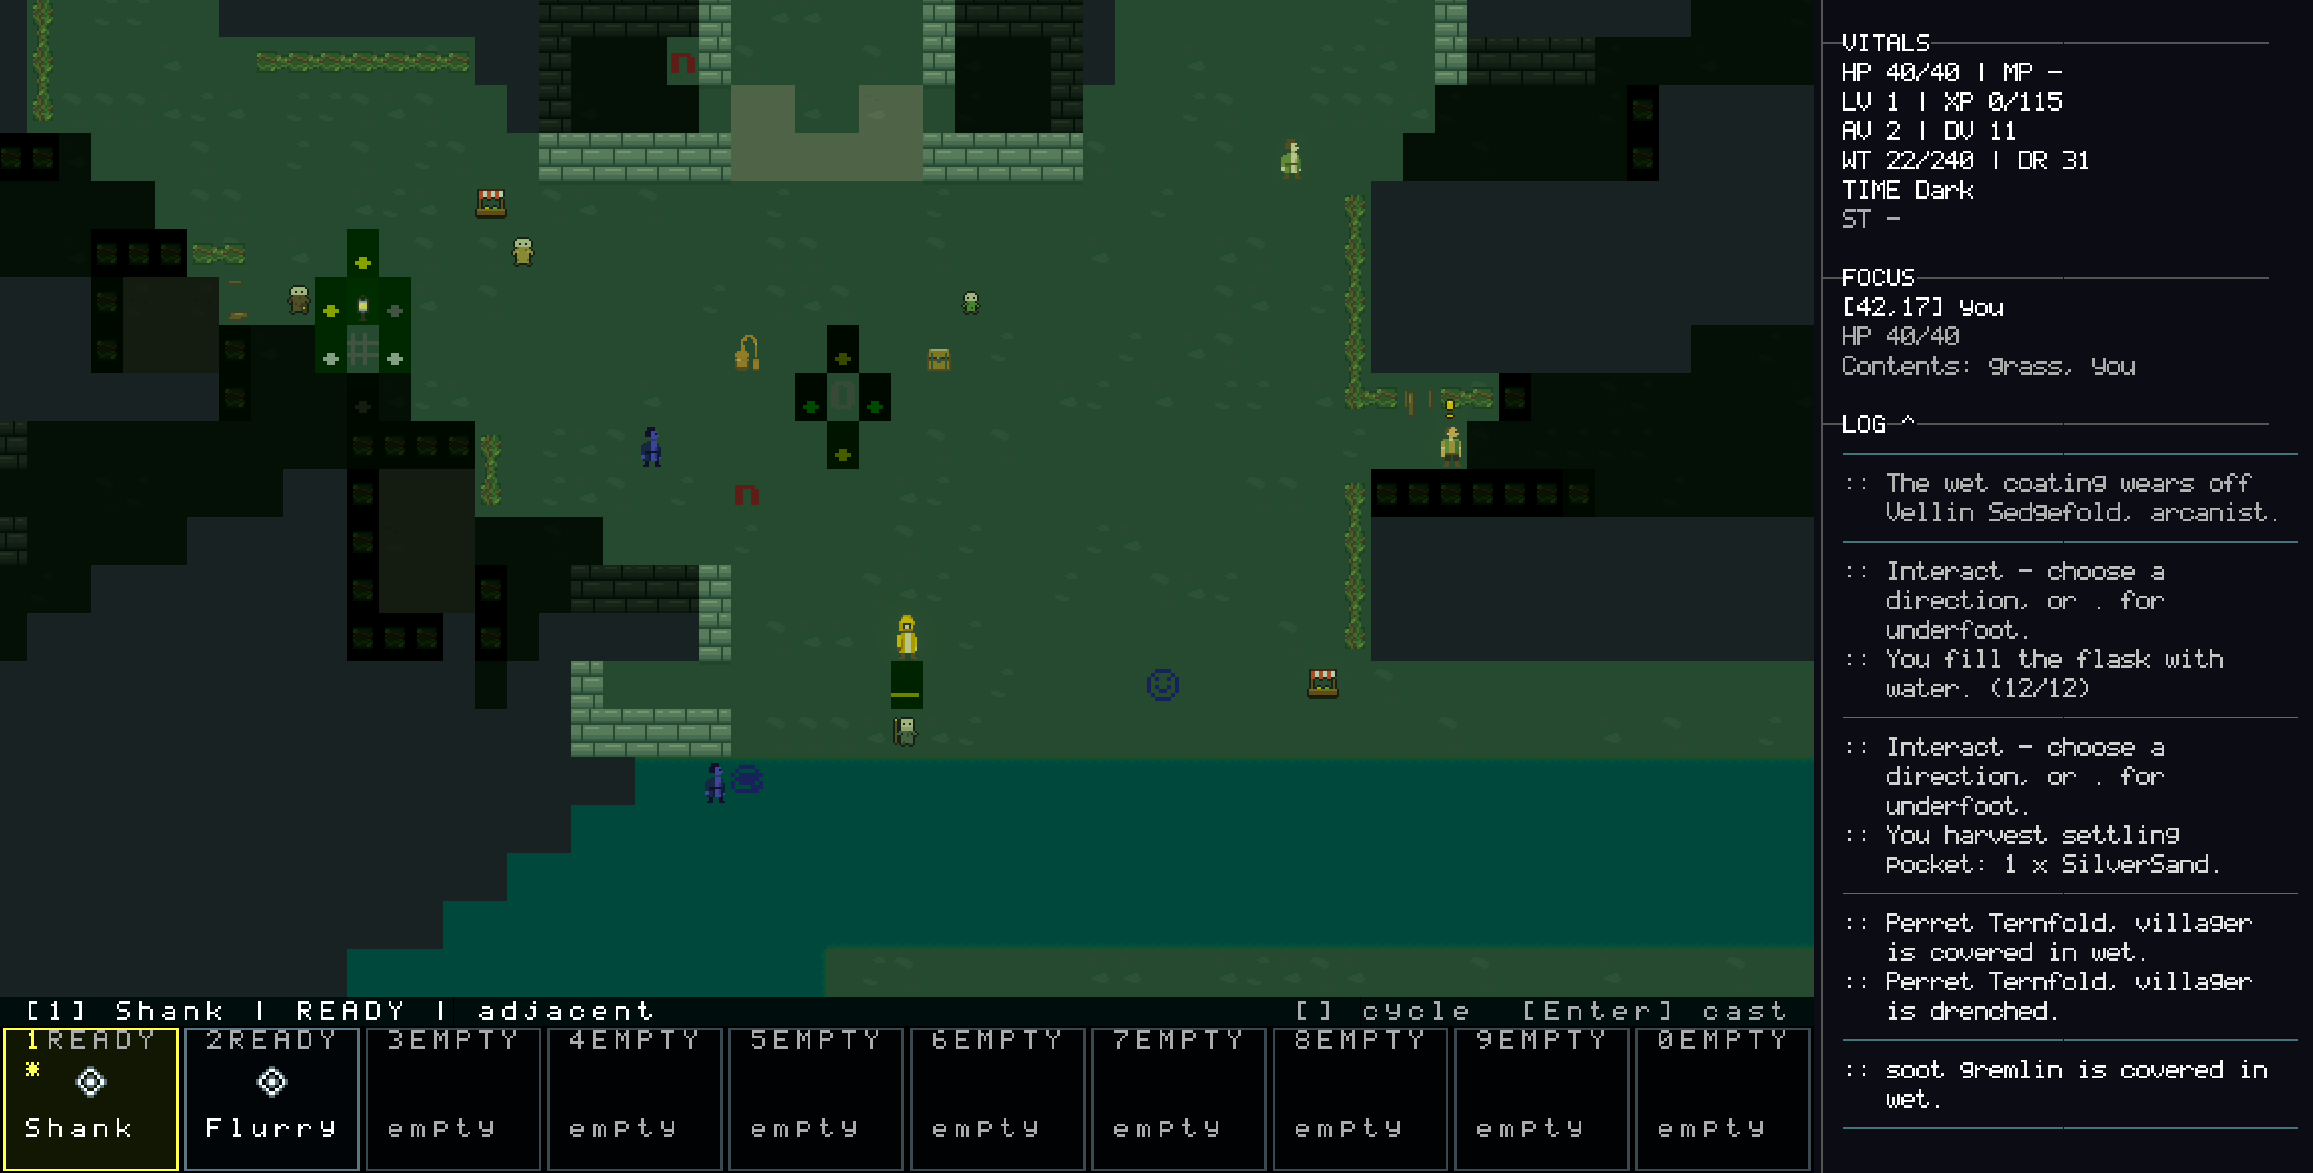 VITALS
HP 40/40 | MP -
LV 1 | XP 0/115
AV 2 | DV 11
WT 22/240 | DR 31
TIME Dark
ST -
FOCUS
[42,17] You
HP 40/40
Contents: grass, You
LOG ^
:: The wet coating wears off
Vellin Sedgefold, arcanist.
:: Interact - choose a
direction, or . for
underfoot.
:: You fill the flask with
water. (12/12)
:: Interact - choose a
direction, or . for
underfoot.
:: You harvest settling
pocket: 1 x SilverSand.
:: Perret Ternfold, villager
is covered in wet.
:: Perret Ternfold, villager
is drenched.
:: soot gremlin is covered in
wet.
[1] Shank | READY | adjacent
[] cycle [Enter] cast
1READY 2READY 3EMPTY 4EMPTY 5EMPTY 6EMPTY 7EMPTY 8EMPTY 9EMPTY 0EMPTY
Shank Flurry empty empty empty empty empty empty empty empty